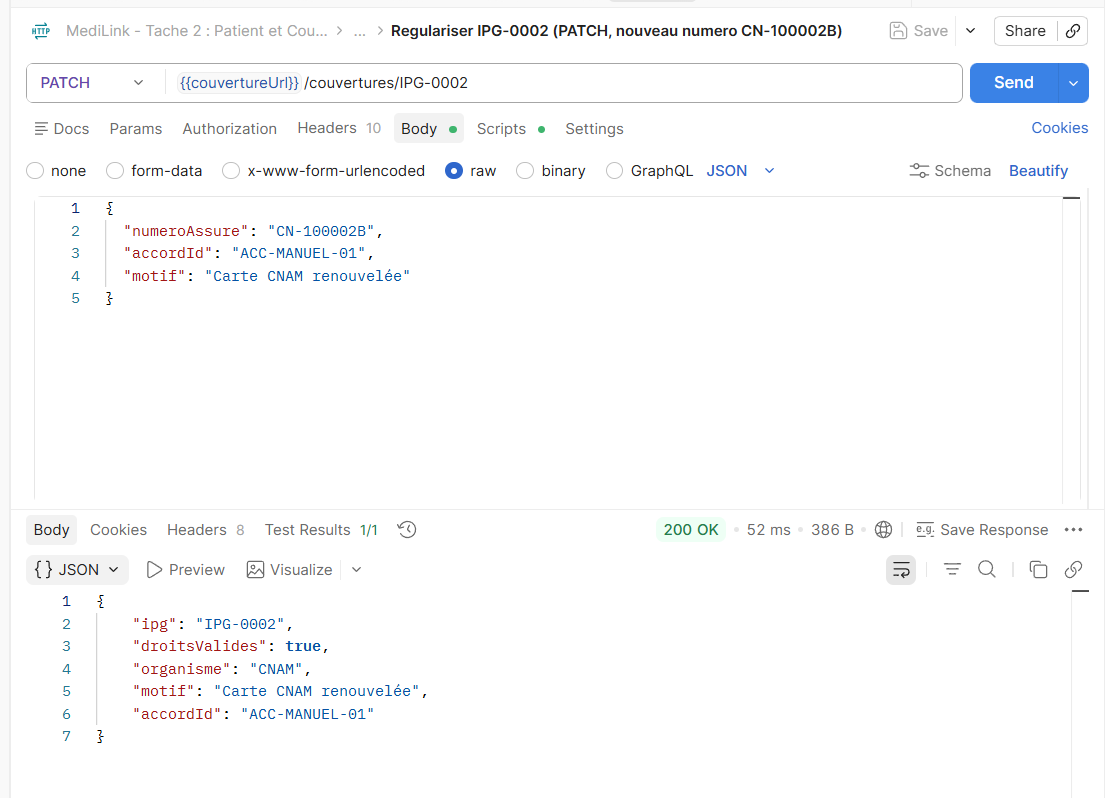 HTTP MediLink - Tache 2 : Patient et Cou... > ... > Regulariser IPG-0002 (PATCH, nouveau numero CN-100002B) Save Share
PATCH {{couvertureUrl}} /couvertures/IPG-0002 Send
Docs Params Authorization Headers 10 Body Scripts Settings Cookies
none form-data x-www-form-urlencoded raw binary GraphQL JSON Schema Beautify
1 {
2 "numeroAssure": "CN-100002B",
3 "accordId": "ACC-MANUEL-01",
4 "motif": "Carte CNAM renouvelée"
5 }
Body Cookies Headers 8 Test Results 1/1 200 OK • 52 ms • 386 B • e.g. Save Response •••
{} JSON Preview Visualize
1 {
2 "ipg": "IPG-0002",
3 "droitsValides": true,
4 "organisme": "CNAM",
5 "motif": "Carte CNAM renouvelée",
6 "accordId": "ACC-MANUEL-01"
7 }